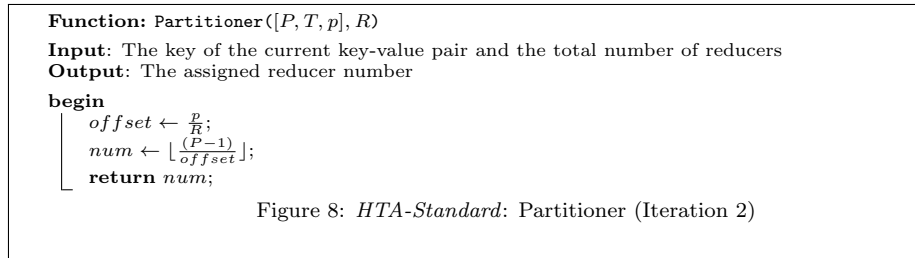 Function: Partitioner([P, T, p], R)
Input: The key of the current key-value pair and the total number of reducers
Output: The assigned reducer number
begin
offset ← p/R;
num ← ⌊(P−1)/offset⌋;
return num;
Figure 8: HTA-Standard: Partitioner (Iteration 2)